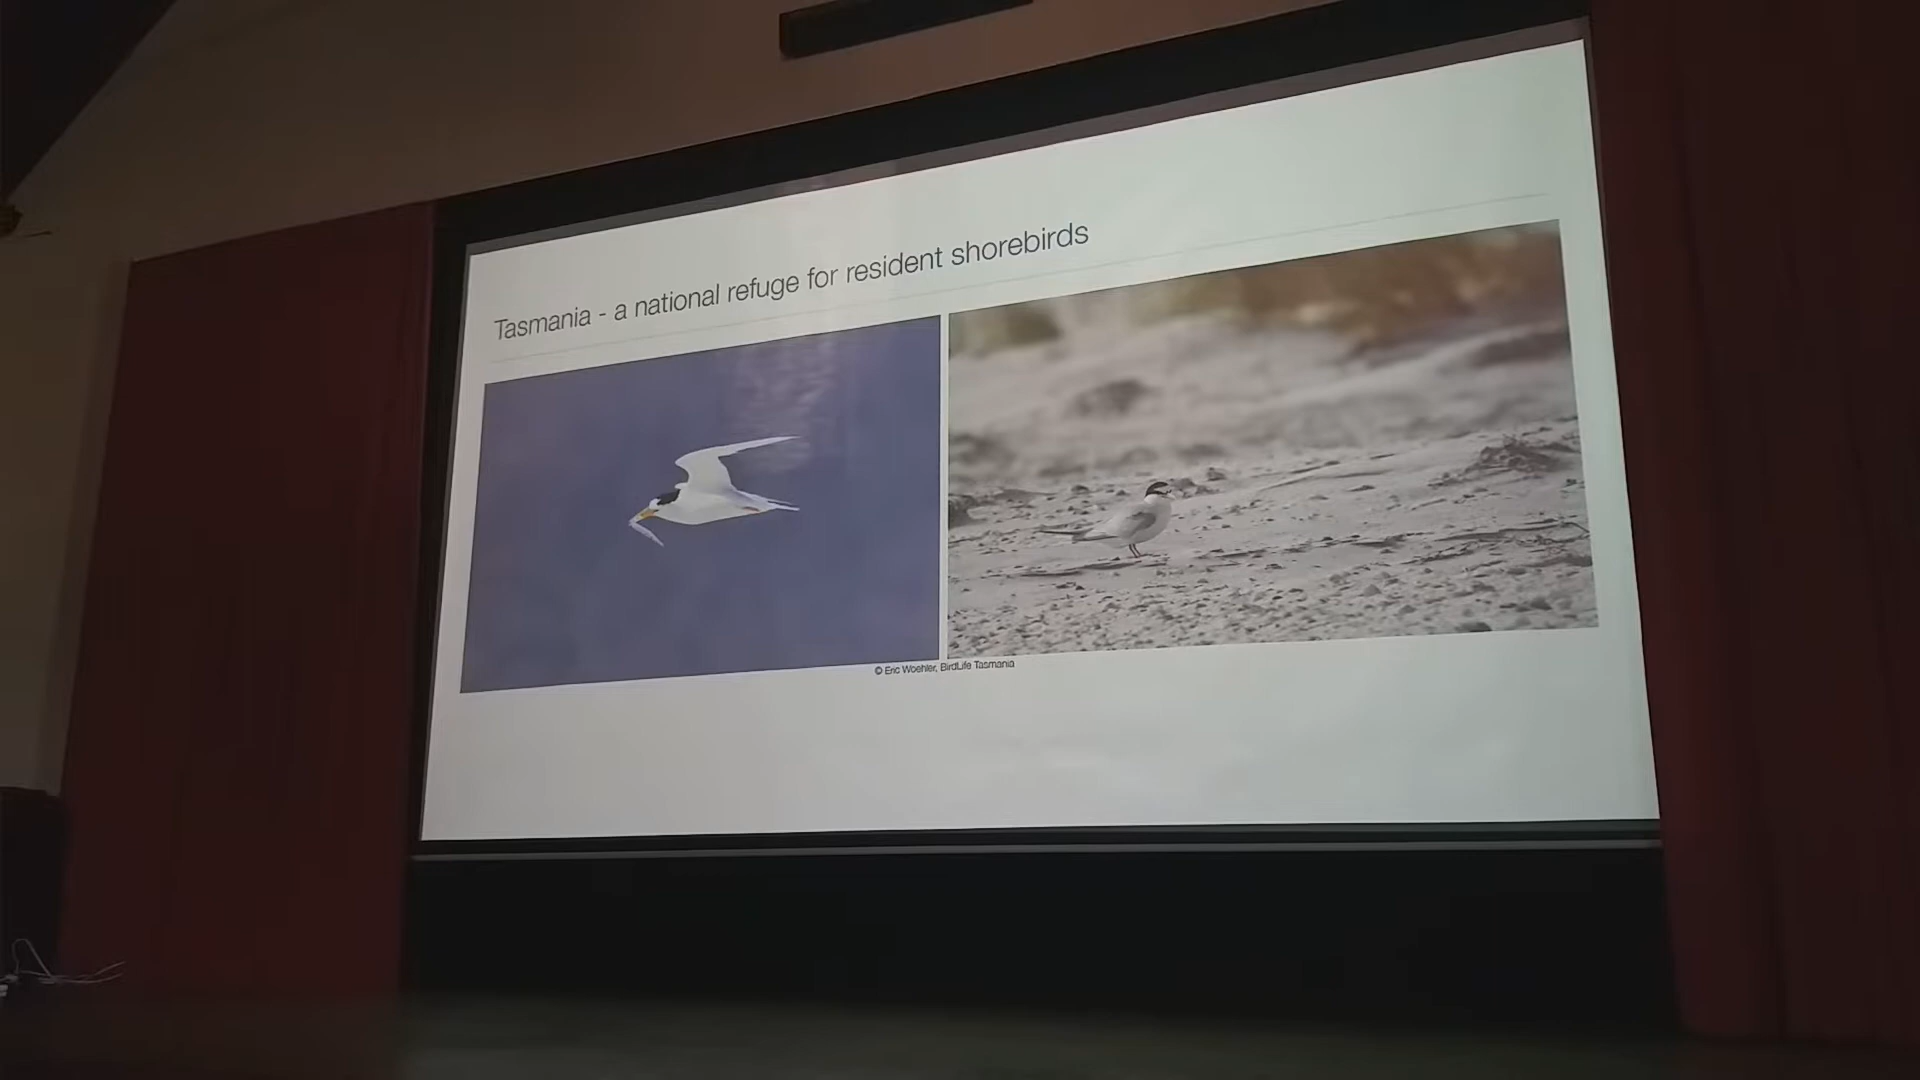 Tasmania - a national refuge for resident shorebirds
© Eric Woehler, BirdLife Tasmania